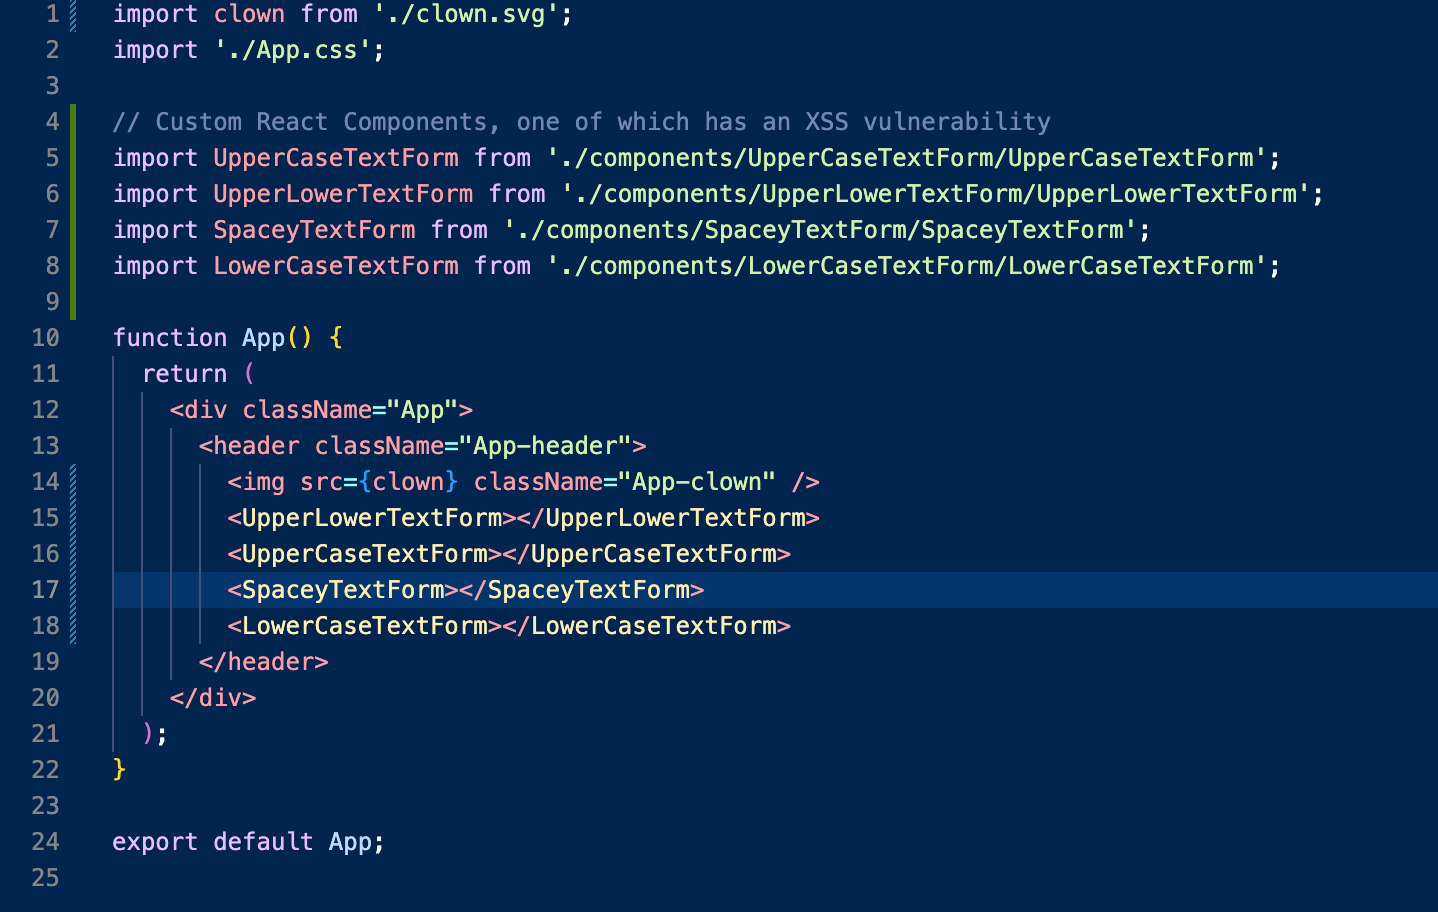 1 import clown from './clown.svg';
2 import './App.css';
3
4 // Custom React Components, one of which has an XSS vulnerability
5 import UpperCaseTextForm from './components/UpperCaseTextForm/UpperCaseTextForm';
6 import UpperLowerTextForm from './components/UpperLowerTextForm/UpperLowerTextForm';
7 import SpaceyTextForm from './components/SpaceyTextForm/SpaceyTextForm';
8 import LowerCaseTextForm from './components/LowerCaseTextForm/LowerCaseTextForm';
9
10 function App() {
11   return (
12     <div className="App">
13       <header className="App-header">
14         <img src={clown} className="App-clown" />
15         <UpperLowerTextForm></UpperLowerTextForm>
16         <UpperCaseTextForm></UpperCaseTextForm>
17         <SpaceyTextForm></SpaceyTextForm>
18         <LowerCaseTextForm></LowerCaseTextForm>
19       </header>
20     </div>
21   );
22 }
23
24 export default App;
25